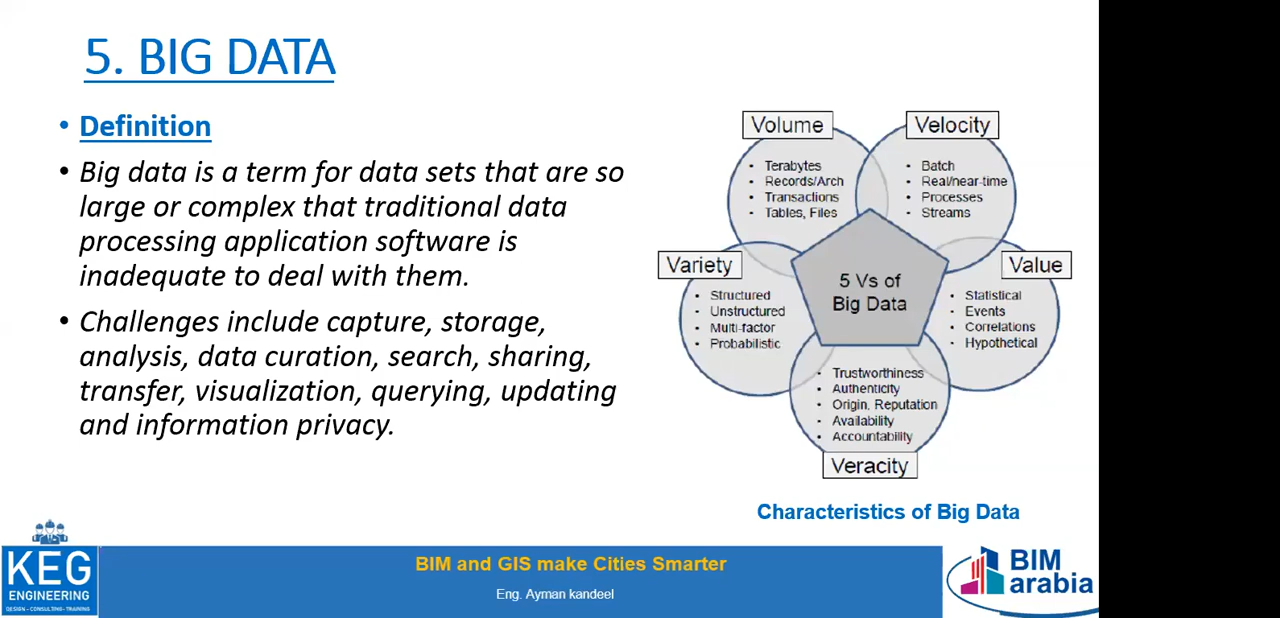 5. BIG DATA
• Definition
• Big data is a term for data sets that are so
large or complex that traditional data
processing application software is
inadequate to deal with them.
• Challenges include capture, storage,
analysis, data curation, search, sharing,
transfer, visualization, querying, updating
and information privacy.
Volume
• Terabytes
• Records/Arch
• Transactions
• Tables, Files
Velocity
• Batch
• Real/near-time
• Processes
• Streams
Variety
• Structured
• Unstructured
• Multi-factor
• Probabilistic
5 Vs of
Big Data
Value
• Statistical
• Events
• Correlations
• Hypothetical
• Trustworthiness
• Authenticity
• Origin, Reputation
• Availability
• Accountability
Veracity
Characteristics of Big Data
KEG
ENGINEERING
DESIGN - CONSULTING - TRAINING
BIM and GIS make Cities Smarter
Eng. Ayman kandeel
BIM
arabia